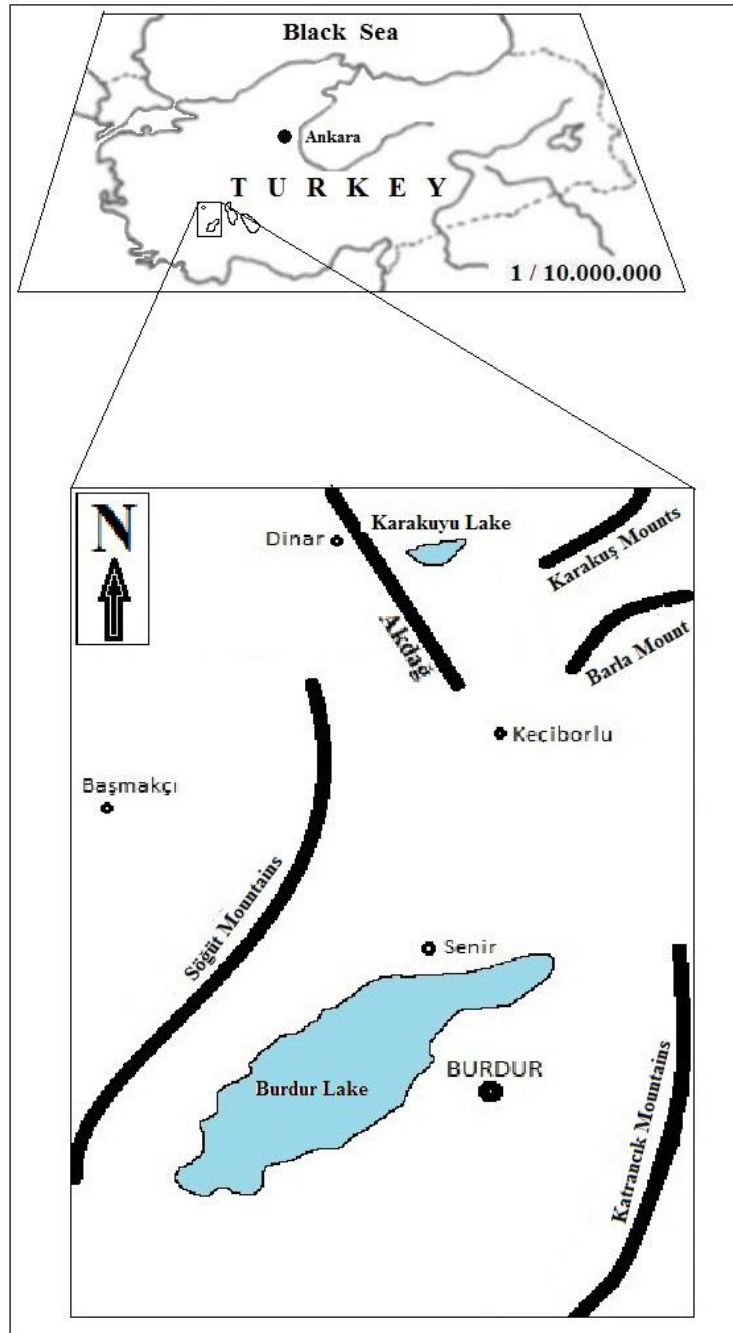 Black Sea
Ankara
TURKEY
1 / 10.000.000
N
Karakuyu Lake
Dinar
Karakuş Mounts
Akdağ
Barla Mount
Keciborlu
Başmakçı
Söğüt Mountains
Senir
BURDUR
Burdur Lake
Katrancık Mountains